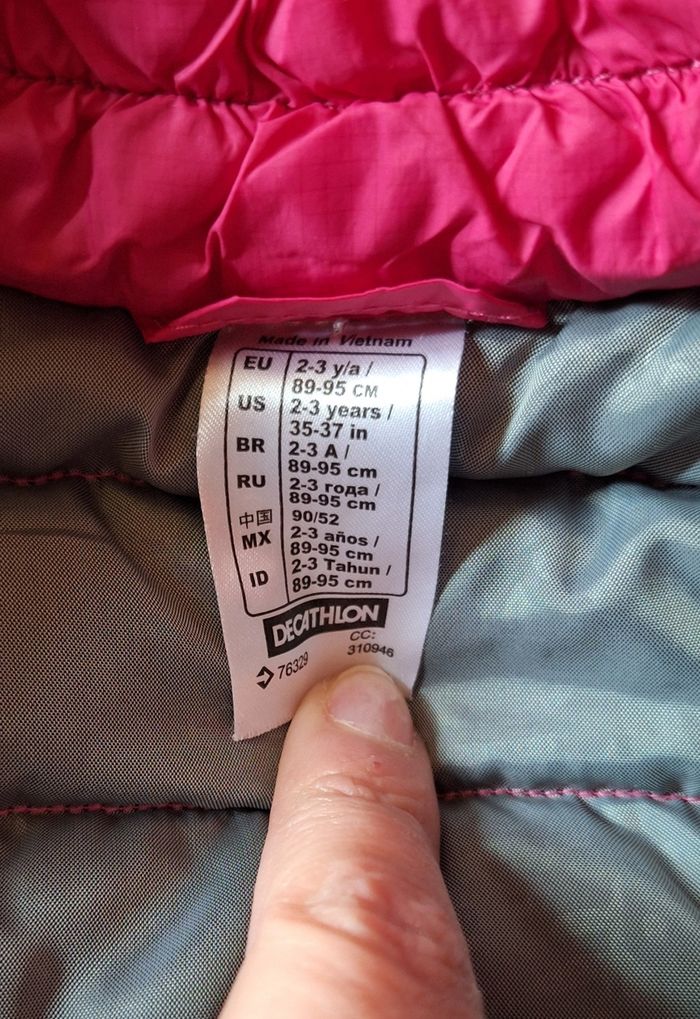 Made in Vietnam
EU 2-3 y/a /
89-95 CM
US 2-3 years /
35-37 in
BR 2-3 A /
89-95 cm
RU 2-3 года /
89-95 cm
中国 90/52
MX 2-3 años /
89-95 cm
ID 2-3 Tahun /
89-95 cm
DECATHLON
CC:
76329 310946